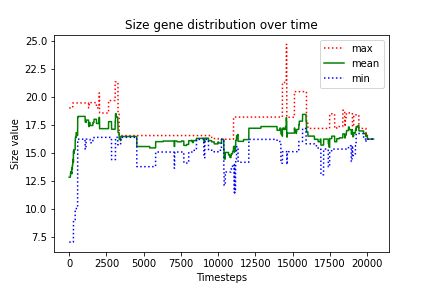 Size gene distribution over time
max
mean
min
Size value
25.0
22.5
20.0
17.5
15.0
12.5
10.0
7.5
0 2500 5000 7500 10000 12500 15000 17500 20000
Timesteps